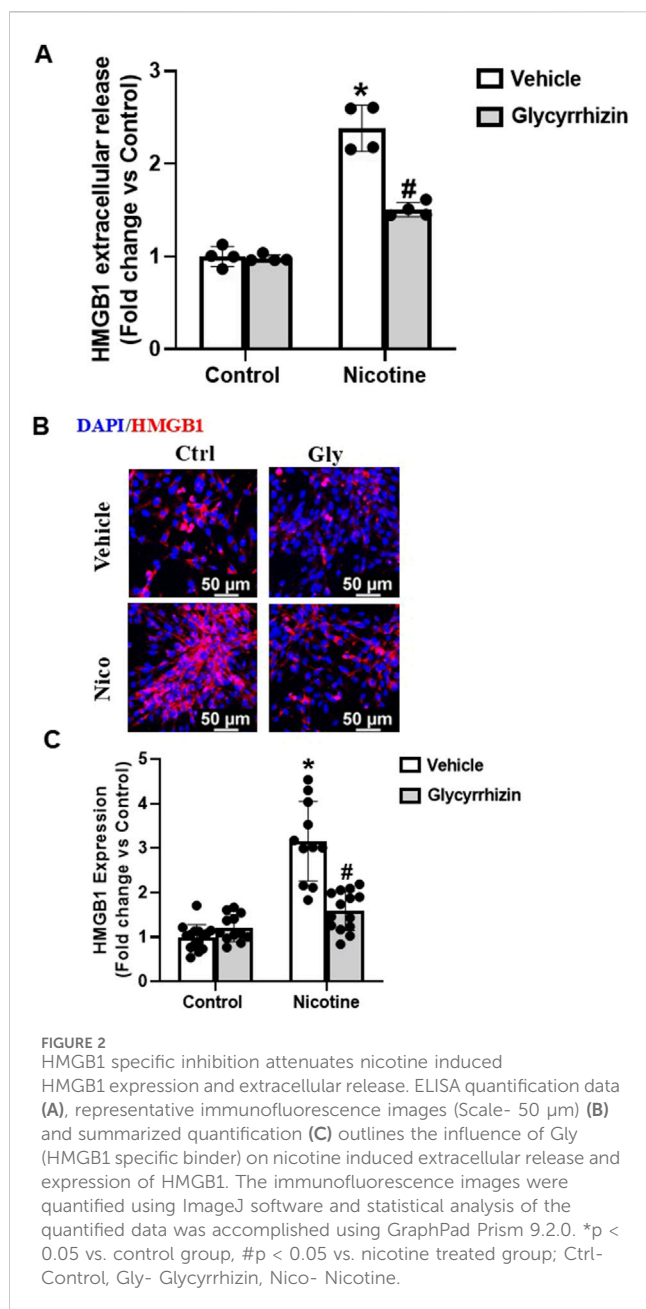 A
HMGB1 extracellular release
(Fold change vs Control)
3
2
1
0
*
#
Control
Nicotine
Vehicle
Glycyrrhizin
B
DAPI/HMGB1
Ctrl
Gly
Vehicle
50 µm
50 µm
Nico
50 µm
50 µm
C
HMGB1 Expression
(Fold change vs Control)
5
4
3
2
1
0
*
#
Control
Nicotine
Vehicle
Glycyrrhizin
FIGURE 2
HMGB1 specific inhibition attenuates nicotine induced
HMGB1 expression and extracellular release. ELISA quantification data
(A), representative immunofluorescence images (Scale- 50 µm) (B)
and summarized quantification (C) outlines the influence of Gly
(HMGB1 specific binder) on nicotine induced extracellular release and
expression of HMGB1. The immunofluorescence images were
quantified using ImageJ software and statistical analysis of the
quantified data was accomplished using GraphPad Prism 9.2.0. *p <
0.05 vs. control group, #p < 0.05 vs. nicotine treated group; Ctrl-
Control, Gly- Glycyrrhizin, Nico- Nicotine.